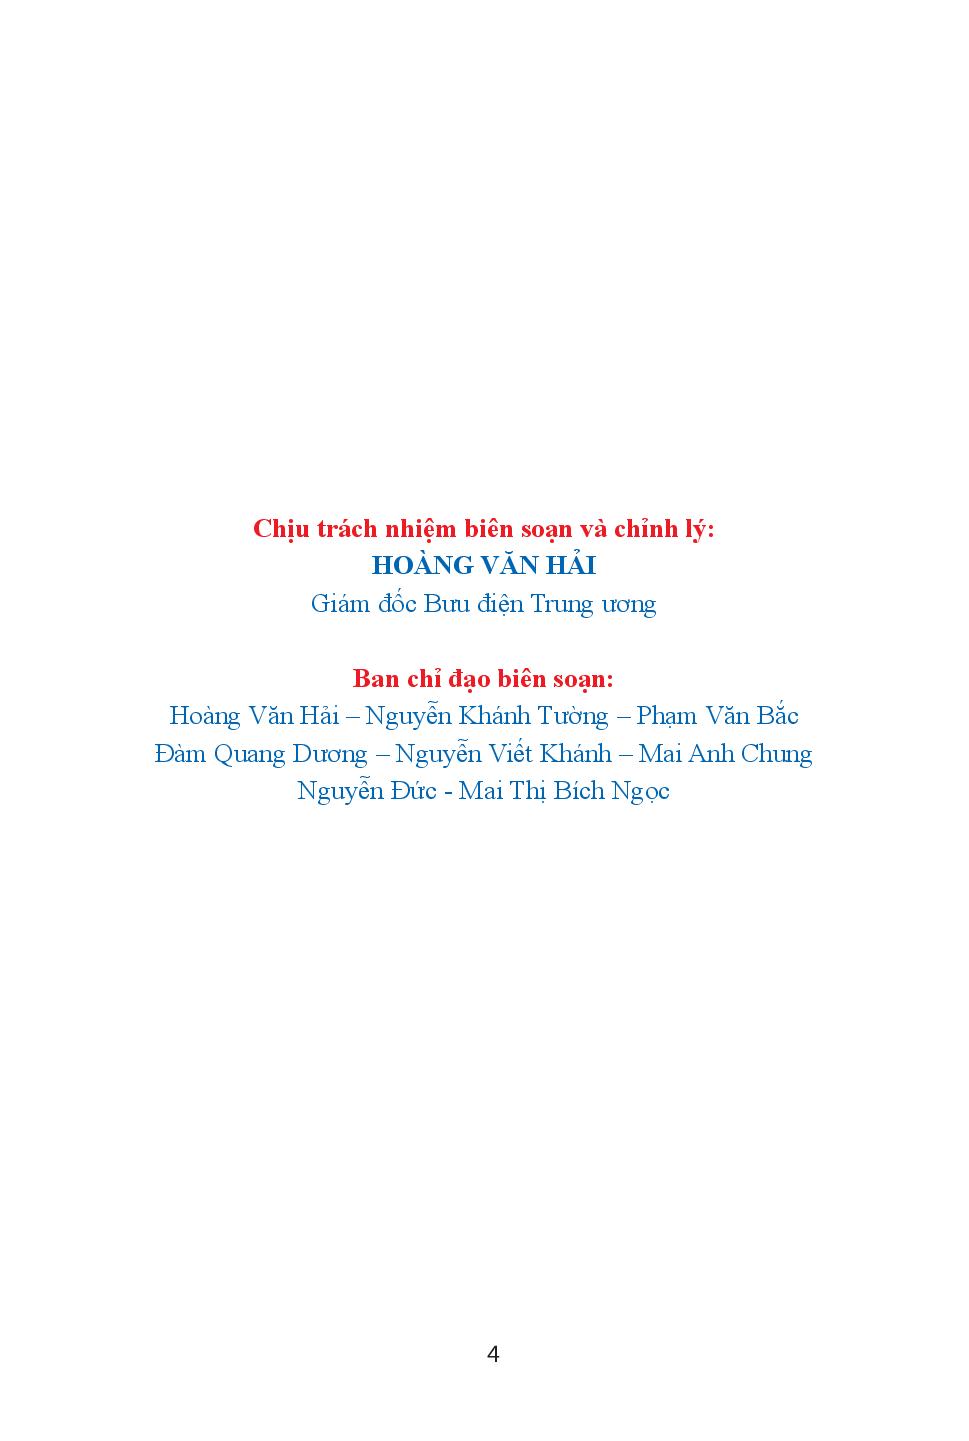 Chịu trách nhiệm biên soạn và chỉnh lý:
HOÀNG VĂN HẢI
Giám đốc Bưu điện Trung ương
Ban chỉ đạo biên soạn:
Hoàng Văn Hải – Nguyễn Khánh Tường – Phạm Văn Bắc
Đàm Quang Dương – Nguyễn Viết Khánh – Mai Anh Chung
Nguyễn Đức - Mai Thị Bích Ngọc
4